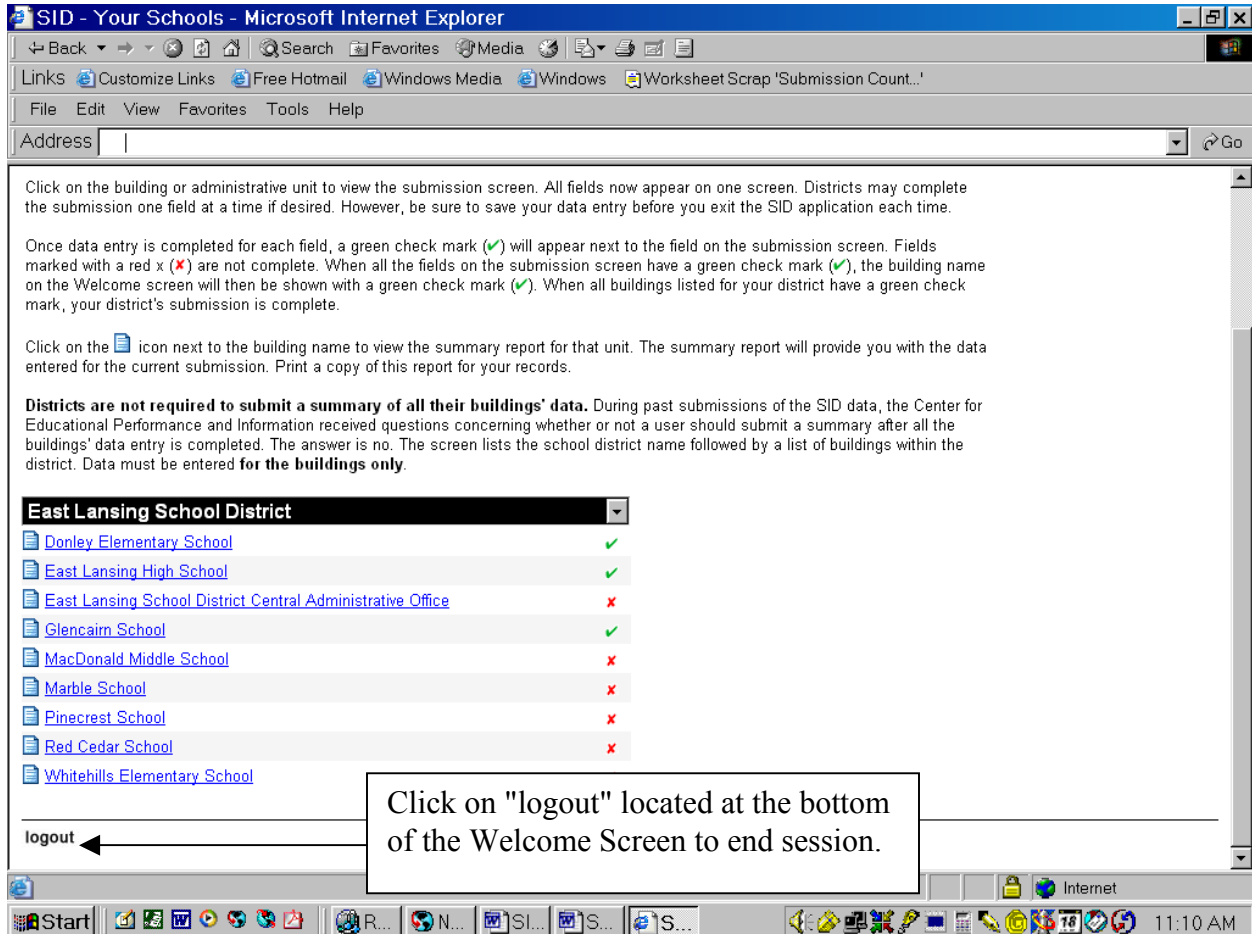 SID - Your Schools - Microsoft Internet Explorer
Back Search Favorites Media
Links Customize Links Free Hotmail Windows Media Windows Worksheet Scrap 'Submission Count...'
File Edit View Favorites Tools Help
Address Go
Click on the building or administrative unit to view the submission screen. All fields now appear on one screen. Districts may complete
the submission one field at a time if desired. However, be sure to save your data entry before you exit the SID application each time.
Once data entry is completed for each field, a green check mark (✔) will appear next to the field on the submission screen. Fields
marked with a red x (✘) are not complete. When all the fields on the submission screen have a green check mark (✔), the building name
on the Welcome screen will then be shown with a green check mark (✔). When all buildings listed for your district have a green check
mark, your district's submission is complete.
Click on the icon next to the building name to view the summary report for that unit. The summary report will provide you with the data
entered for the current submission. Print a copy of this report for your records.
Districts are not required to submit a summary of all their buildings' data. During past submissions of the SID data, the Center for
Educational Performance and Information received questions concerning whether or not a user should submit a summary after all the
buildings' data entry is completed. The answer is no. The screen lists the school district name followed by a list of buildings within the
district. Data must be entered for the buildings only.
East Lansing School District
Donley Elementary School ✔
East Lansing High School ✔
East Lansing School District Central Administrative Office ✘
Glencairn School ✔
MacDonald Middle School ✘
Marble School ✘
Pinecrest School ✘
Red Cedar School ✘
Whitehills Elementary School
Click on "logout" located at the bottom
of the Welcome Screen to end session.
logout
Internet
Start R... N... SI... S... S... 18 11:10 AM